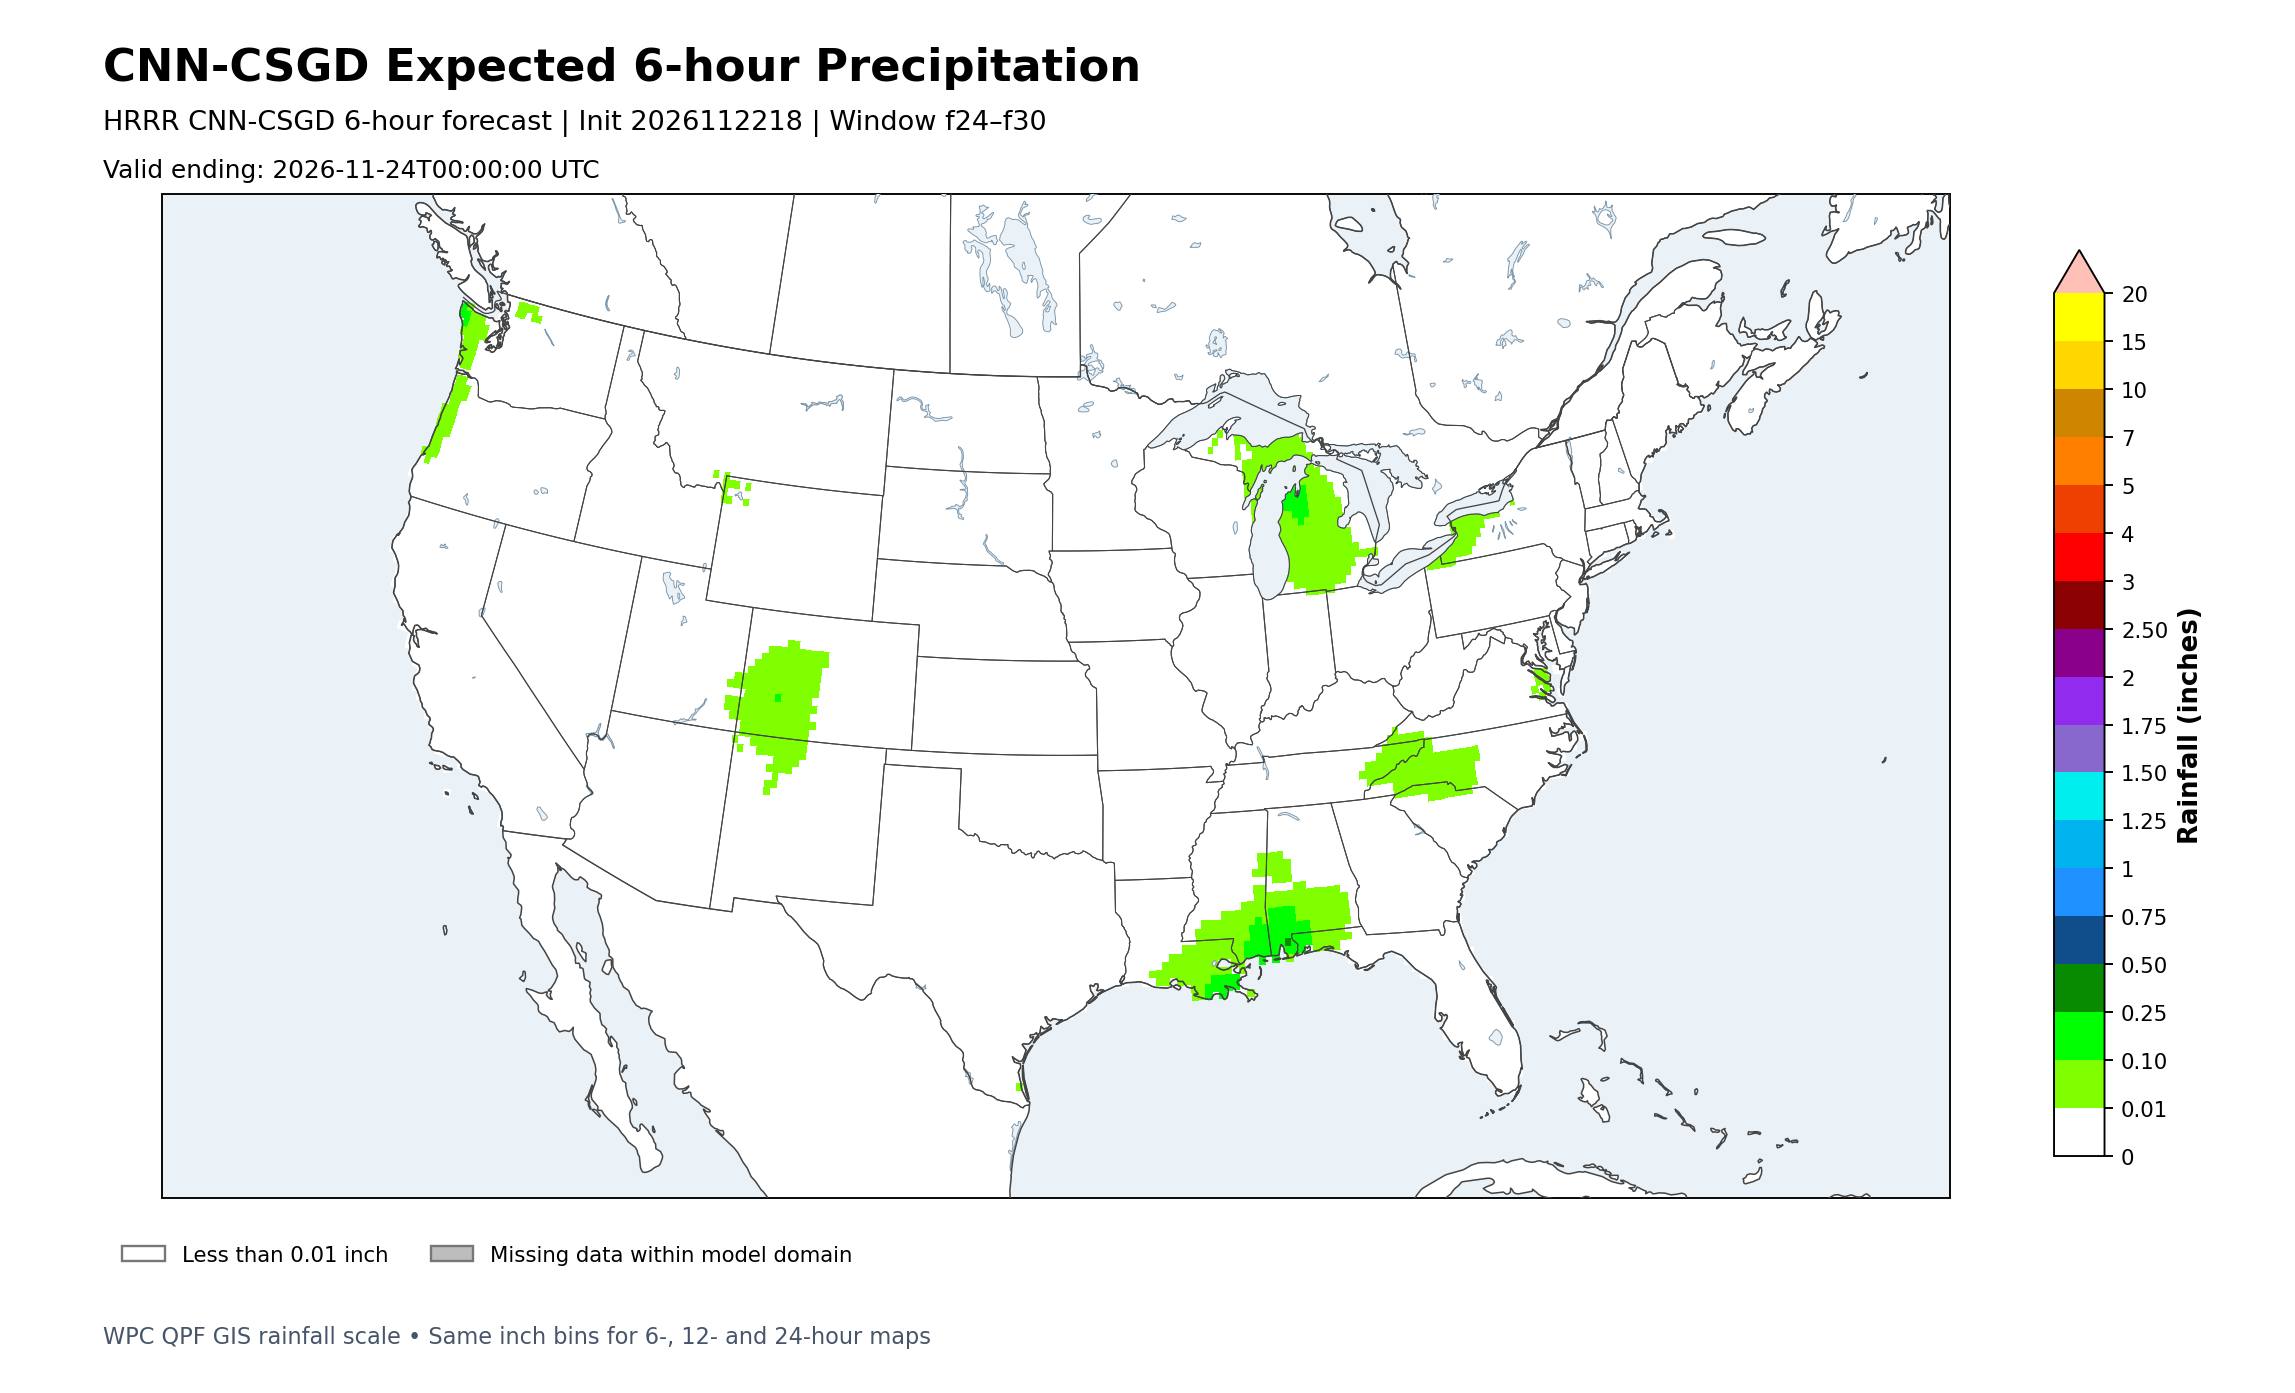 CNN-CSGD Expected 6-hour Precipitation
HRRR CNN-CSGD 6-hour forecast | Init 2026112218 | Window f24–f30
Valid ending: 2026-11-24T00:00:00 UTC
20
15
10
7
5
4
3
2.50
2
1.75
1.50
1.25
1
0.75
0.50
0.25
0.10
0.01
0
Rainfall (inches)
Less than 0.01 inch
Missing data within model domain
WPC QPF GIS rainfall scale • Same inch bins for 6-, 12- and 24-hour maps